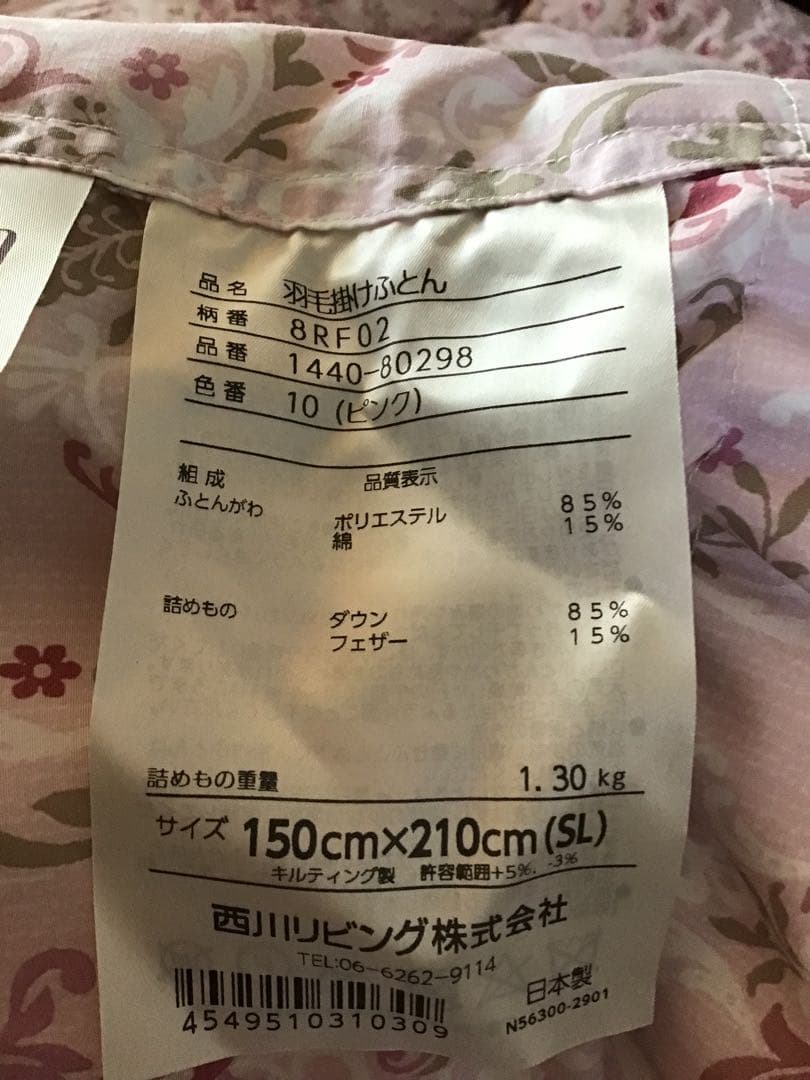 品名 羽毛掛けふとん
柄番 8RF02
品番 1440-80298
色番 10 (ピンク)
組成 品質表示
ふとんがわ
ポリエステル 85%
綿 15%
詰めもの ダウン 85%
フェザー 15%
詰めもの重量 1.30 kg
サイズ 150cm×210cm(SL)
キルティング製 許容範囲+5%. -3%
西川リビング株式会社
TEL:06-6262-9114
日本製
4549510310309
N56300-2901